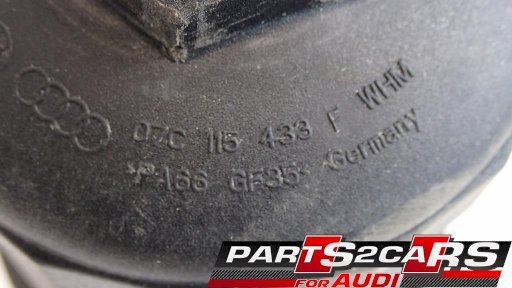 07C 115 433 F WHM
>PA66 GF35< Germany
PARTS2CARS
FOR AUDI